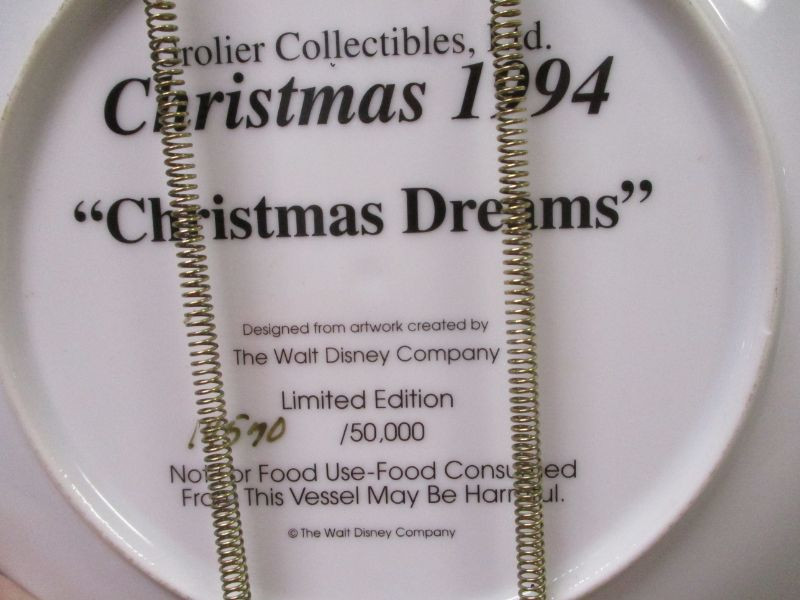 Grolier Collectibles, Ltd.
Christmas 1994
“Christmas Dreams”
Designed from artwork created by
The Walt Disney Company
Limited Edition
/50,000
Not for Food Use-Food Consumed
From This Vessel May Be Harmful.
© The Walt Disney Company